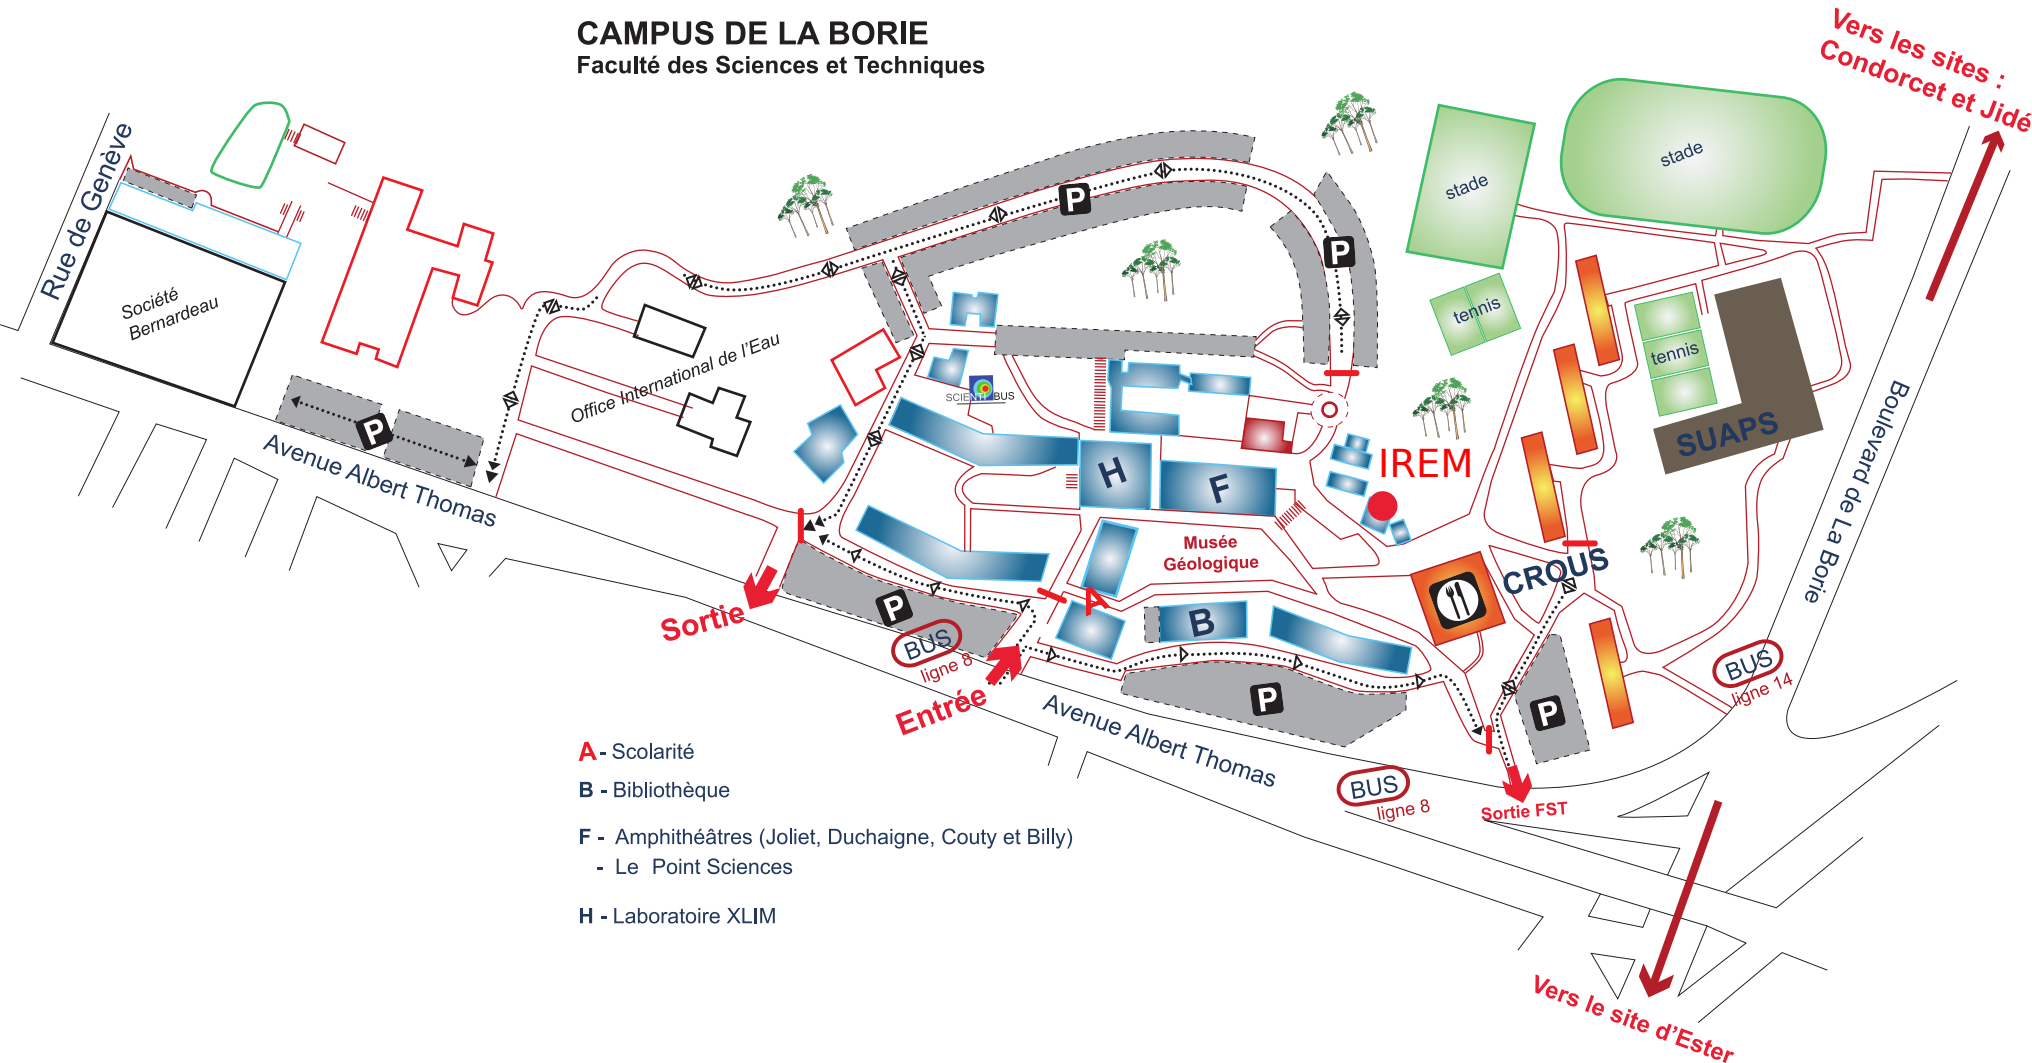 CAMPUS DE LA BORIE
Faculté des Sciences et Techniques
Vers les sites :
Condorcet et Jidé
Rue de Genève
Société
Bernardeau
P
P
stade
stade
tennis
tennis
SUAPS
Office International de l'Eau
SCIENTI BUS
P
Avenue Albert Thomas
H
F
IREM
Musée
Géologique
CROUS
Boulevard de La Borie
A
B
P
Sortie
BUS
ligne 8
Entrée
P
P
BUS
ligne 14
Avenue Albert Thomas
BUS
ligne 8
Sortie FST
Vers le site d'Ester
A - Scolarité
B - Bibliothèque
F - Amphithéâtres (Joliet, Duchaigne, Couty et Billy)
- Le Point Sciences
H - Laboratoire XLIM